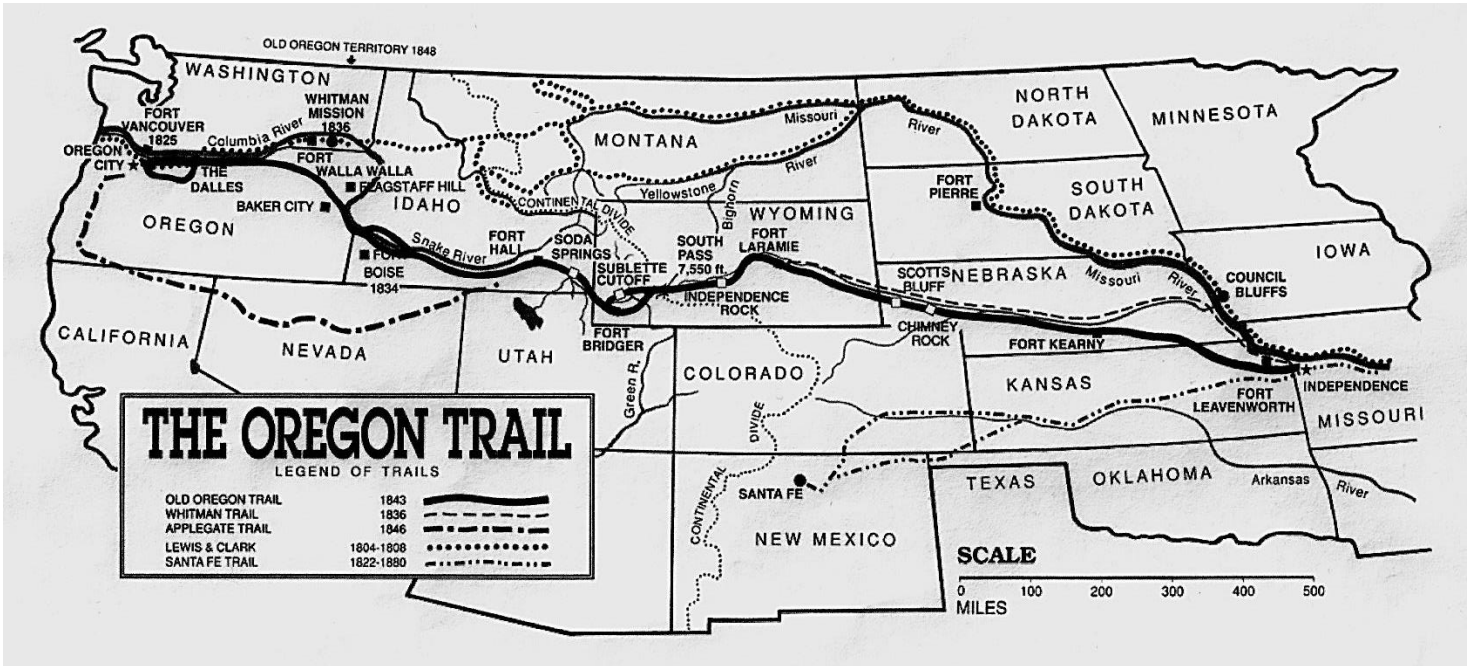 OLD OREGON TERRITORY 1848
WASHINGTON
FORT
VANCOUVER
1825
Columbia River
WHITMAN
MISSION
1836
OREGON
CITY
THE
DALLES
FORT
WALLA WALLA
FLAGSTAFF HILL
BAKER CITY
IDAHO
OREGON
FORT
BOISE
1834
Snake River
FORT
HALL
SODA
SPRINGS
SUBLETTE
CUTOFF
FORT
BRIDGER
CONTINENTAL DIVIDE
MONTANA
Missouri
River
Yellowstone
River
Bighorn
WYOMING
SOUTH
PASS
7,550 ft.
FORT
LARAMIE
INDEPENDENCE
ROCK
NORTH
DAKOTA
MINNESOTA
FORT
PIERRE
SOUTH
DAKOTA
IOWA
SCOTTS
BLUFF
NEBRASKA
Missouri
River
COUNCIL
BLUFFS
CHIMNEY
ROCK
FORT KEARNY
KANSAS
FORT
LEAVENWORTH
INDEPENDENCE
MISSOURI
CALIFORNIA
NEVADA
UTAH
Green R.
COLORADO
CONTINENTAL
DIVIDE
SANTA FE
NEW MEXICO
TEXAS
OKLAHOMA
Arkansas
River
THE OREGON TRAIL
LEGEND OF TRAILS
OLD OREGON TRAIL 1843
WHITMAN TRAIL 1836
APPLEGATE TRAIL 1846
LEWIS & CLARK 1804-1808
SANTA FE TRAIL 1822-1880
SCALE
0 100 200 300 400 500
MILES